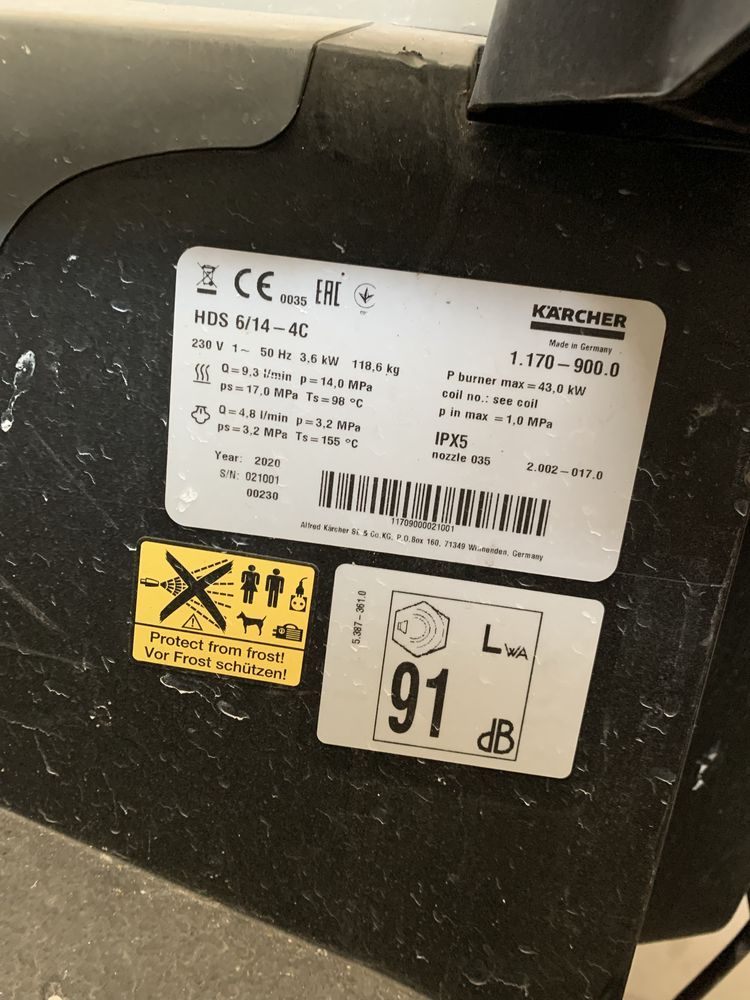 CE 0035 EAC
HDS 6/14-4C
230 V 1~ 50 Hz 3.6 kW 118,6 kg
Q=9,3 l/min p=14,0 MPa
ps=17,0 MPa Ts=98 °C
Q=4,8 l/min p=3,2 MPa
ps=3,2 MPa Ts=155 °C
Year: 2020
S/N: 021001
00230
KÄRCHER
Made in Germany
1.170-900.0
P burner max=43,0 kW
coil no.: see coil
p in max =1,0 MPa
IPX5
nozzle 035 2.002-017.0
11709000021001
Alfred Kärcher SE & Co.KG, P.O.Box 160, 71349 Winnenden, Germany
Protect from frost!
Vor Frost schützen!
5.387-361.0
LWA
91
dB